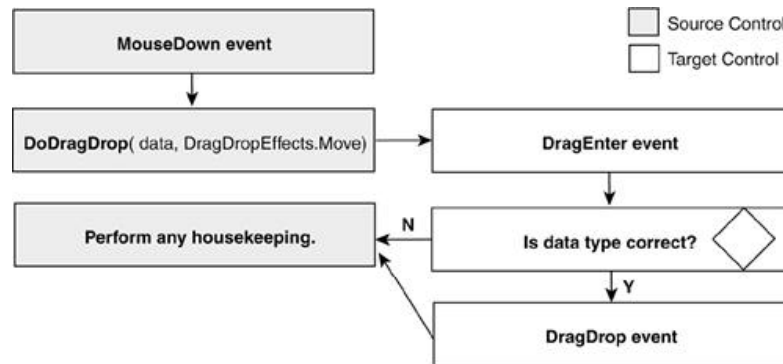 MouseDown event
Source Control
Target Control
DoDragDrop( data, DragDropEffects.Move)
DragEnter event
Perform any housekeeping.
N
Is data type correct?
Y
DragDrop event